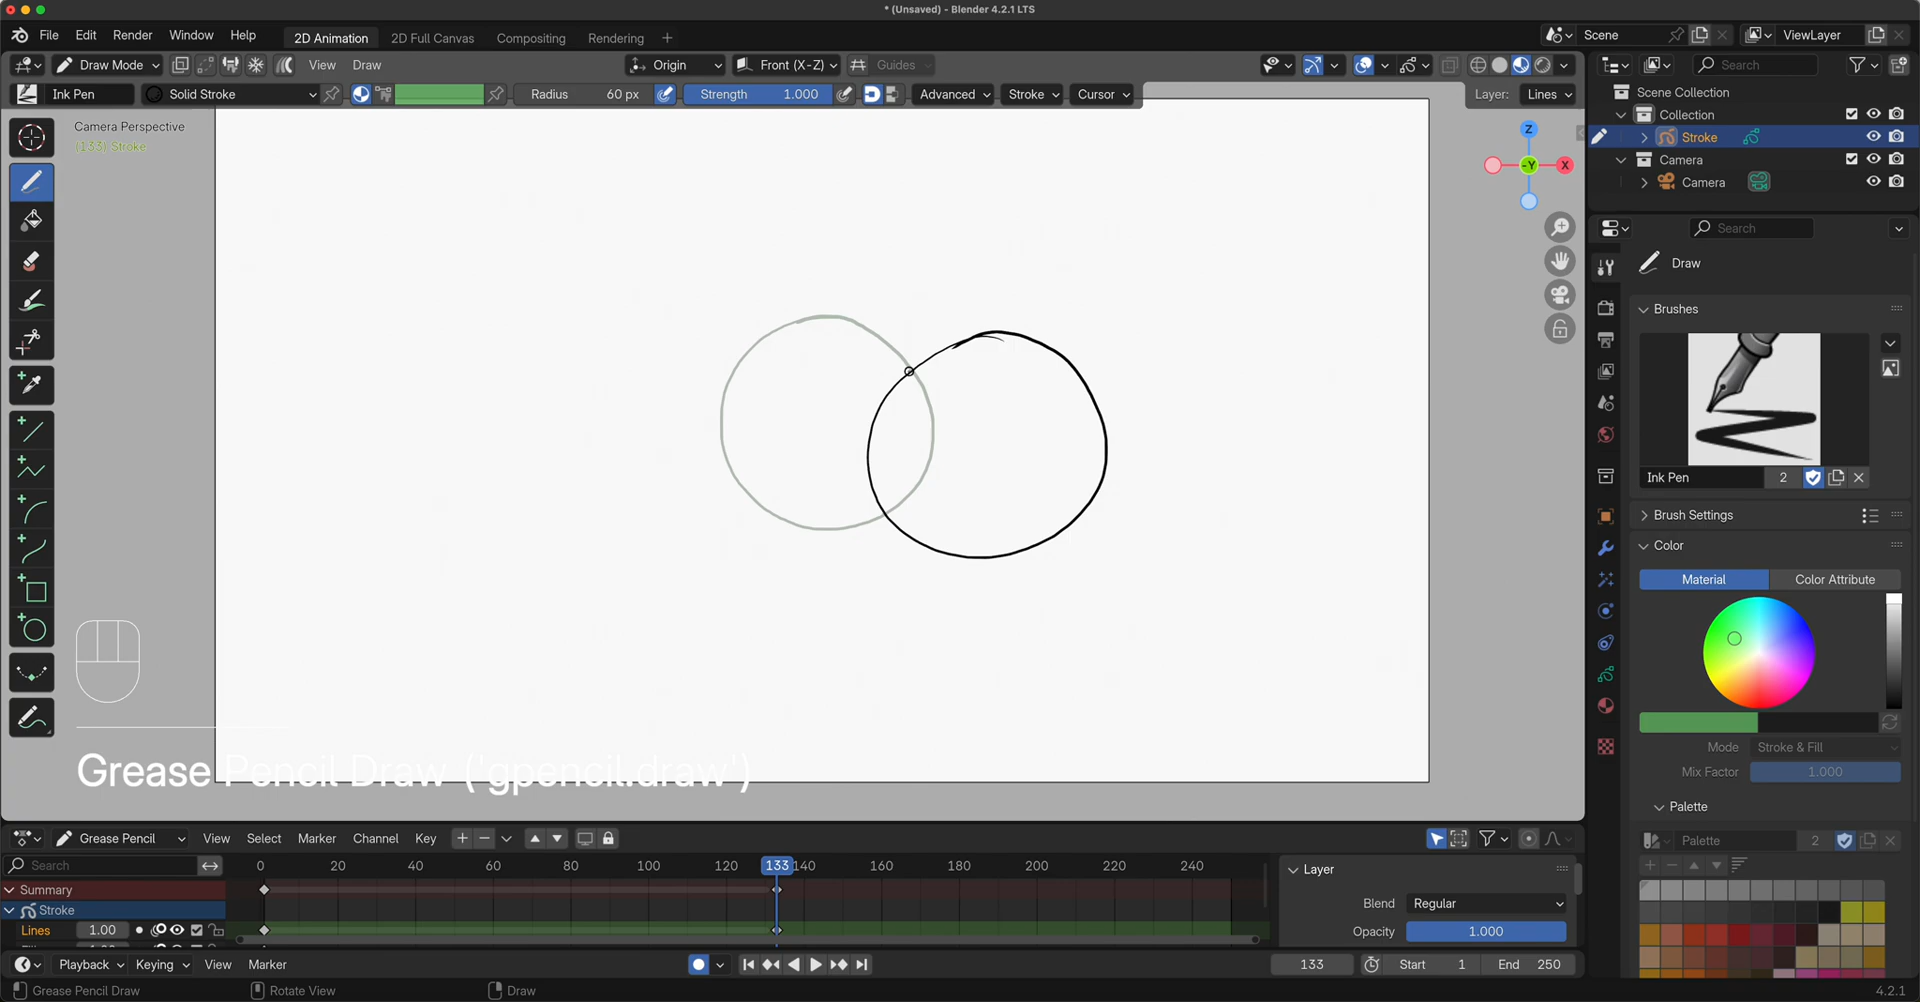 * (Unsaved) - Blender 4.2.1 LTS
File Edit Render Window Help 2D Animation 2D Full Canvas Compositing Rendering + Scene ViewLayer
Draw Mode View Draw Origin Front (X-Z) Guides Search
Ink Pen Solid Stroke Radius 60 px Strength 1.000 Advanced Stroke Cursor Layer: Lines
Scene Collection
Collection
Stroke
Camera
Camera
Camera Perspective
(133) Stroke
Z
-Y
X
Search
Draw
Brushes
Ink Pen 2
Brush Settings
Color
Material Color Attribute
Mode Stroke & Fill
Mix Factor 1.000
Palette
Palette 2
Grease Pencil Draw ('gpencil.draw')
Grease Pencil View Select Marker Channel Key
Search 0 20 40 60 80 100 120 133 140 160 180 200 220 240
Summary
Stroke
Lines 1.00
Layer
Blend Regular
Opacity 1.000
Playback Keying View Marker 133 Start 1 End 250
Grease Pencil Draw Rotate View Draw 4.2.1